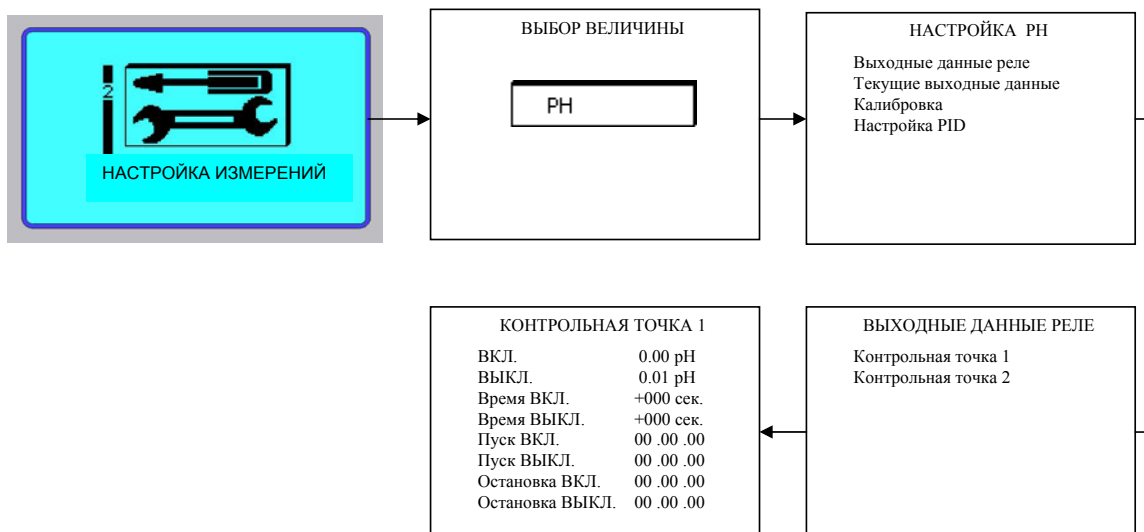 2
НАСТРОЙКА ИЗМЕРЕНИЙ
ВЫБОР ВЕЛИЧИНЫ
PH
НАСТРОЙКА PH
Выходные данные реле
Текущие выходные данные
Калибровка
Настройка PID
ВЫХОДНЫЕ ДАННЫЕ РЕЛЕ
Контрольная точка 1
Контрольная точка 2
КОНТРОЛЬНАЯ ТОЧКА 1
ВКЛ. 0.00 pH
ВЫКЛ. 0.01 pH
Время ВКЛ. +000 сек.
Время ВЫКЛ. +000 сек.
Пуск ВКЛ. 00 .00 .00
Пуск ВЫКЛ. 00 .00 .00
Остановка ВКЛ. 00 .00 .00
Остановка ВЫКЛ. 00 .00 .00